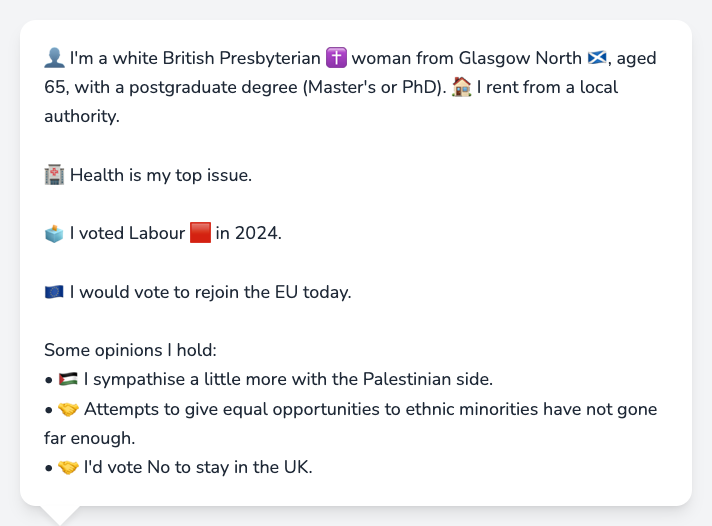 👤 I'm a white British Presbyterian ✝️ woman from Glasgow North 🏴󠁧󠁢󠁳󠁣󠁴󠁿, aged
65, with a postgraduate degree (Master's or PhD). 🏠 I rent from a local
authority.
🏥 Health is my top issue.
🗳️ I voted Labour 🟥 in 2024.
🇪🇺 I would vote to rejoin the EU today.
Some opinions I hold:
• 🇵🇸 I sympathise a little more with the Palestinian side.
• 🤝 Attempts to give equal opportunities to ethnic minorities have not gone
far enough.
• 🤝 I'd vote No to stay in the UK.